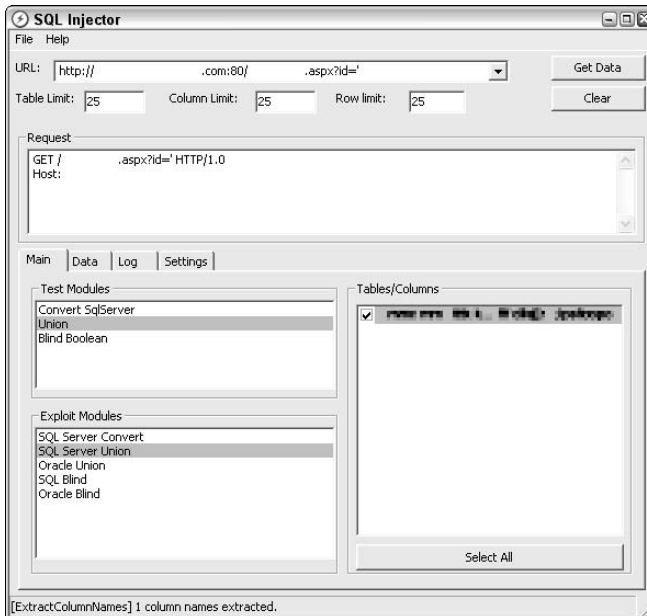 SQL Injector
File Help
URL: http:// .com:80/ .aspx?id=' Get Data
Table Limit: 25 Column Limit: 25 Row limit: 25 Clear
Request
GET / .aspx?id=' HTTP/1.0
Host:
Main Data Log Settings
Test Modules
Convert SqlServer
Union
Blind Boolean
Exploit Modules
SQL Server Convert
SQL Server Union
Oracle Union
SQL Blind
Oracle Blind
Tables/Columns
Select All
[ExtractColumnNames] 1 column names extracted.